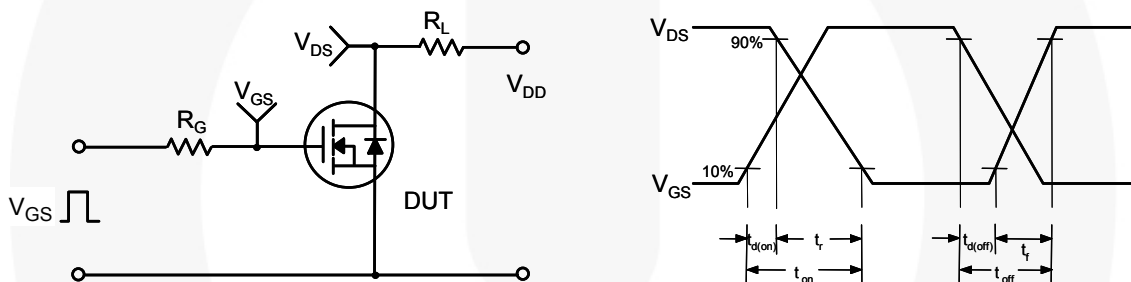 R_L
V_DS
V_DD
V_GS
R_G
V_GS
DUT
V_DS
90%
10%
V_GS
t_d(on)
t_r
t_on
t_d(off)
t_f
t_off